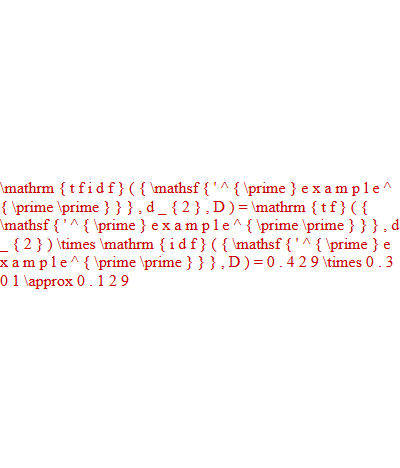 \mathrm { t f i d f } ( { \mathsf { ' ^ { \prime } e x a m p l e ^
{ \prime \prime } } } , d _ { 2 } , D ) = \mathrm { t f } ( {
\mathsf { ' ^ { \prime } e x a m p l e ^ { \prime \prime } } } , d
_ { 2 } ) \times \mathrm { i d f } ( { \mathsf { ' ^ { \prime } e
x a m p l e ^ { \prime \prime } } } , D ) = 0 . 4 2 9 \times 0 . 3
0 1 \approx 0 . 1 2 9